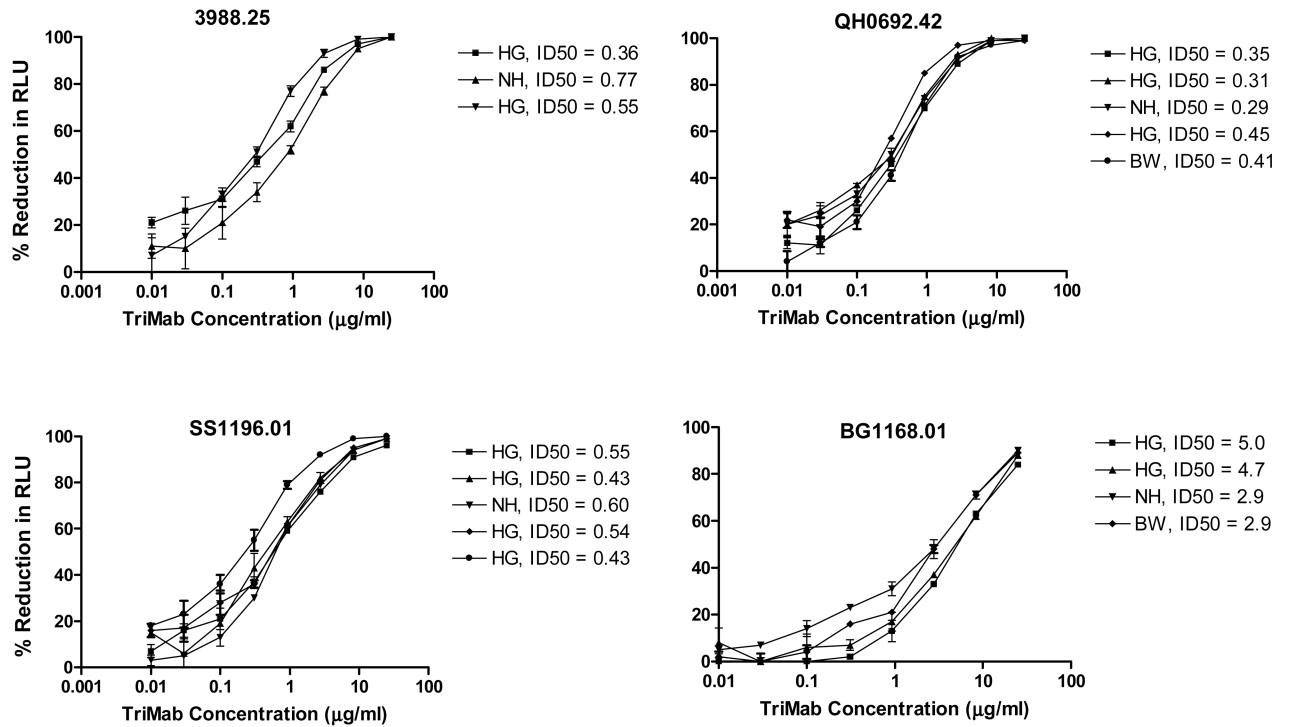 3988.25
% Reduction in RLU
100
80
60
40
20
0
0.001 0.01 0.1 1 10 100
TriMab Concentration (μg/ml)
HG, ID50 = 0.36
NH, ID50 = 0.77
HG, ID50 = 0.55
QH0692.42
100
80
60
40
20
0
0.001 0.01 0.1 1 10 100
TriMab Concentration (μg/ml)
HG, ID50 = 0.35
HG, ID50 = 0.31
NH, ID50 = 0.29
HG, ID50 = 0.45
BW, ID50 = 0.41
SS1196.01
% Reduction in RLU
100
80
60
40
20
0
0.001 0.01 0.1 1 10 100
TriMab Concentration (μg/ml)
HG, ID50 = 0.55
HG, ID50 = 0.43
NH, ID50 = 0.60
HG, ID50 = 0.54
HG, ID50 = 0.43
BG1168.01
100
80
60
40
20
0
0.01 0.1 1 10 100
TriMab Concentration (μg/ml)
HG, ID50 = 5.0
HG, ID50 = 4.7
NH, ID50 = 2.9
BW, ID50 = 2.9